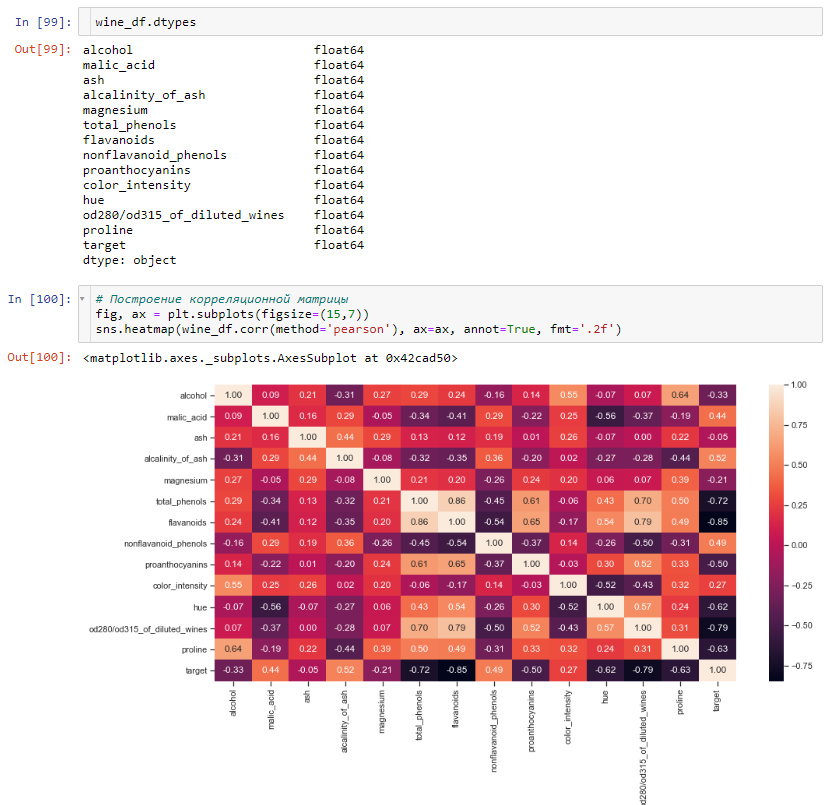 In [99]: wine_df.dtypes
Out[99]: alcohol float64
malic_acid float64
ash float64
alcalinity_of_ash float64
magnesium float64
total_phenols float64
flavanoids float64
nonflavanoid_phenols float64
proanthocyanins float64
color_intensity float64
hue float64
od280/od315_of_diluted_wines float64
proline float64
target float64
dtype: object
In [100]: # Построение корреляционной матрицы
fig, ax = plt.subplots(figsize=(15,7))
sns.heatmap(wine_df.corr(method='pearson'), ax=ax, annot=True, fmt='.2f')
Out[100]: <matplotlib.axes._subplots.AxesSubplot at 0x42cad50>
alcohol 1.00 0.09 0.21 -0.31 0.27 0.29 0.24 -0.16 0.14 0.55 -0.07 0.07 0.64 -0.33
malic_acid 0.09 1.00 0.16 0.29 -0.05 -0.34 -0.41 0.29 -0.22 0.25 -0.56 -0.37 -0.19 0.44
ash 0.21 0.16 1.00 0.44 0.29 0.13 0.12 0.19 0.01 0.26 -0.07 0.00 0.22 -0.05
alcalinity_of_ash -0.31 0.29 0.44 1.00 -0.08 -0.32 -0.35 0.36 -0.20 0.02 -0.27 -0.28 -0.44 0.52
magnesium 0.27 -0.05 0.29 -0.08 1.00 0.21 0.20 -0.26 0.24 0.20 0.06 0.07 0.39 -0.21
total_phenols 0.29 -0.34 0.13 -0.32 0.21 1.00 0.86 -0.45 0.61 -0.06 0.43 0.70 0.50 -0.72
flavanoids 0.24 -0.41 0.12 -0.35 0.20 0.86 1.00 -0.54 0.65 -0.17 0.54 0.79 0.49 -0.85
nonflavanoid_phenols -0.16 0.29 0.19 0.36 -0.26 -0.45 -0.54 1.00 -0.37 0.14 -0.26 -0.50 -0.31 0.49
proanthocyanins 0.14 -0.22 0.01 -0.20 0.24 0.61 0.65 -0.37 1.00 -0.03 0.30 0.52 0.33 -0.50
color_intensity 0.55 0.25 0.26 0.02 0.20 -0.06 -0.17 0.14 -0.03 1.00 -0.52 -0.43 0.32 0.27
hue -0.07 -0.56 -0.07 -0.27 0.06 0.43 0.54 -0.26 0.30 -0.52 1.00 0.57 0.24 -0.62
od280/od315_of_diluted_wines 0.07 -0.37 0.00 -0.28 0.07 0.70 0.79 -0.50 0.52 -0.43 0.57 1.00 0.31 -0.79
proline 0.64 -0.19 0.22 -0.44 0.39 0.50 0.49 -0.31 0.33 0.32 0.24 0.31 1.00 -0.63
target -0.33 0.44 -0.05 0.52 -0.21 -0.72 -0.85 0.49 -0.50 0.27 -0.62 -0.79 -0.63 1.00
alcohol
malic_acid
ash
alcalinity_of_ash
magnesium
total_phenols
flavanoids
nonflavanoid_phenols
proanthocyanins
color_intensity
hue
d280/od315_of_diluted_wines
proline
target
1.00
0.75
0.50
0.25
0.00
-0.25
-0.50
-0.75